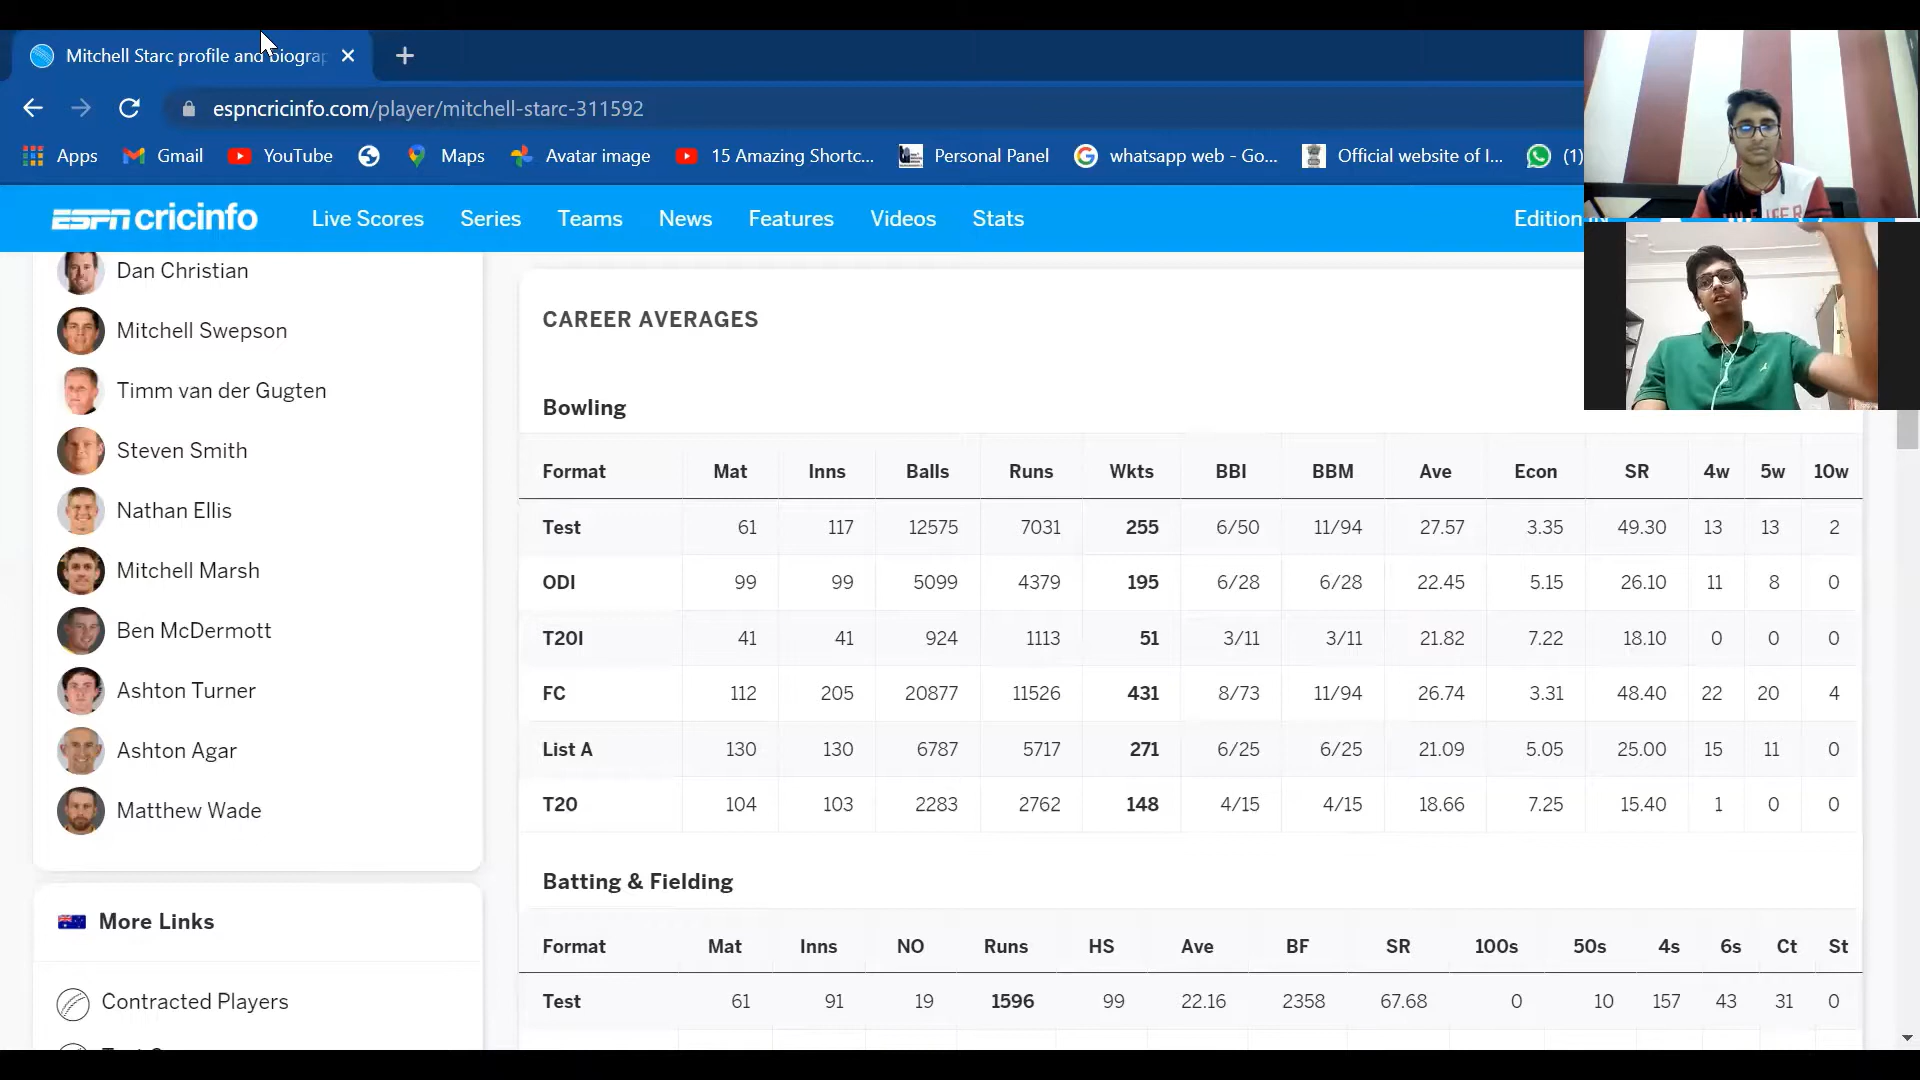 Mitchell Starc profile and biograp
espncricinfo.com/player/mitchell-starc-311592
Apps Gmail YouTube Maps Avatar image 15 Amazing Shortc... Personal Panel whatsapp web - Go... Official website of I... (1)
ESPN cricinfo Live Scores Series Teams News Features Videos Stats Edition
Dan Christian
Mitchell Swepson
Timm van der Gugten
Steven Smith
Nathan Ellis
Mitchell Marsh
Ben McDermott
Ashton Turner
Ashton Agar
Matthew Wade
More Links
Contracted Players
CAREER AVERAGES
Bowling
Format Mat Inns Balls Runs Wkts BBI BBM Ave Econ SR 4w 5w 10w
Test 61 117 12575 7031 255 6/50 11/94 27.57 3.35 49.30 13 13 2
ODI 99 99 5099 4379 195 6/28 6/28 22.45 5.15 26.10 11 8 0
T20I 41 41 924 1113 51 3/11 3/11 21.82 7.22 18.10 0 0 0
FC 112 205 20877 11526 431 8/73 11/94 26.74 3.31 48.40 22 20 4
List A 130 130 6787 5717 271 6/25 6/25 21.09 5.05 25.00 15 11 0
T20 104 103 2283 2762 148 4/15 4/15 18.66 7.25 15.40 1 0 0
Batting & Fielding
Format Mat Inns NO Runs HS Ave BF SR 100s 50s 4s 6s Ct St
Test 61 91 19 1596 99 22.16 2358 67.68 0 10 157 43 31 0